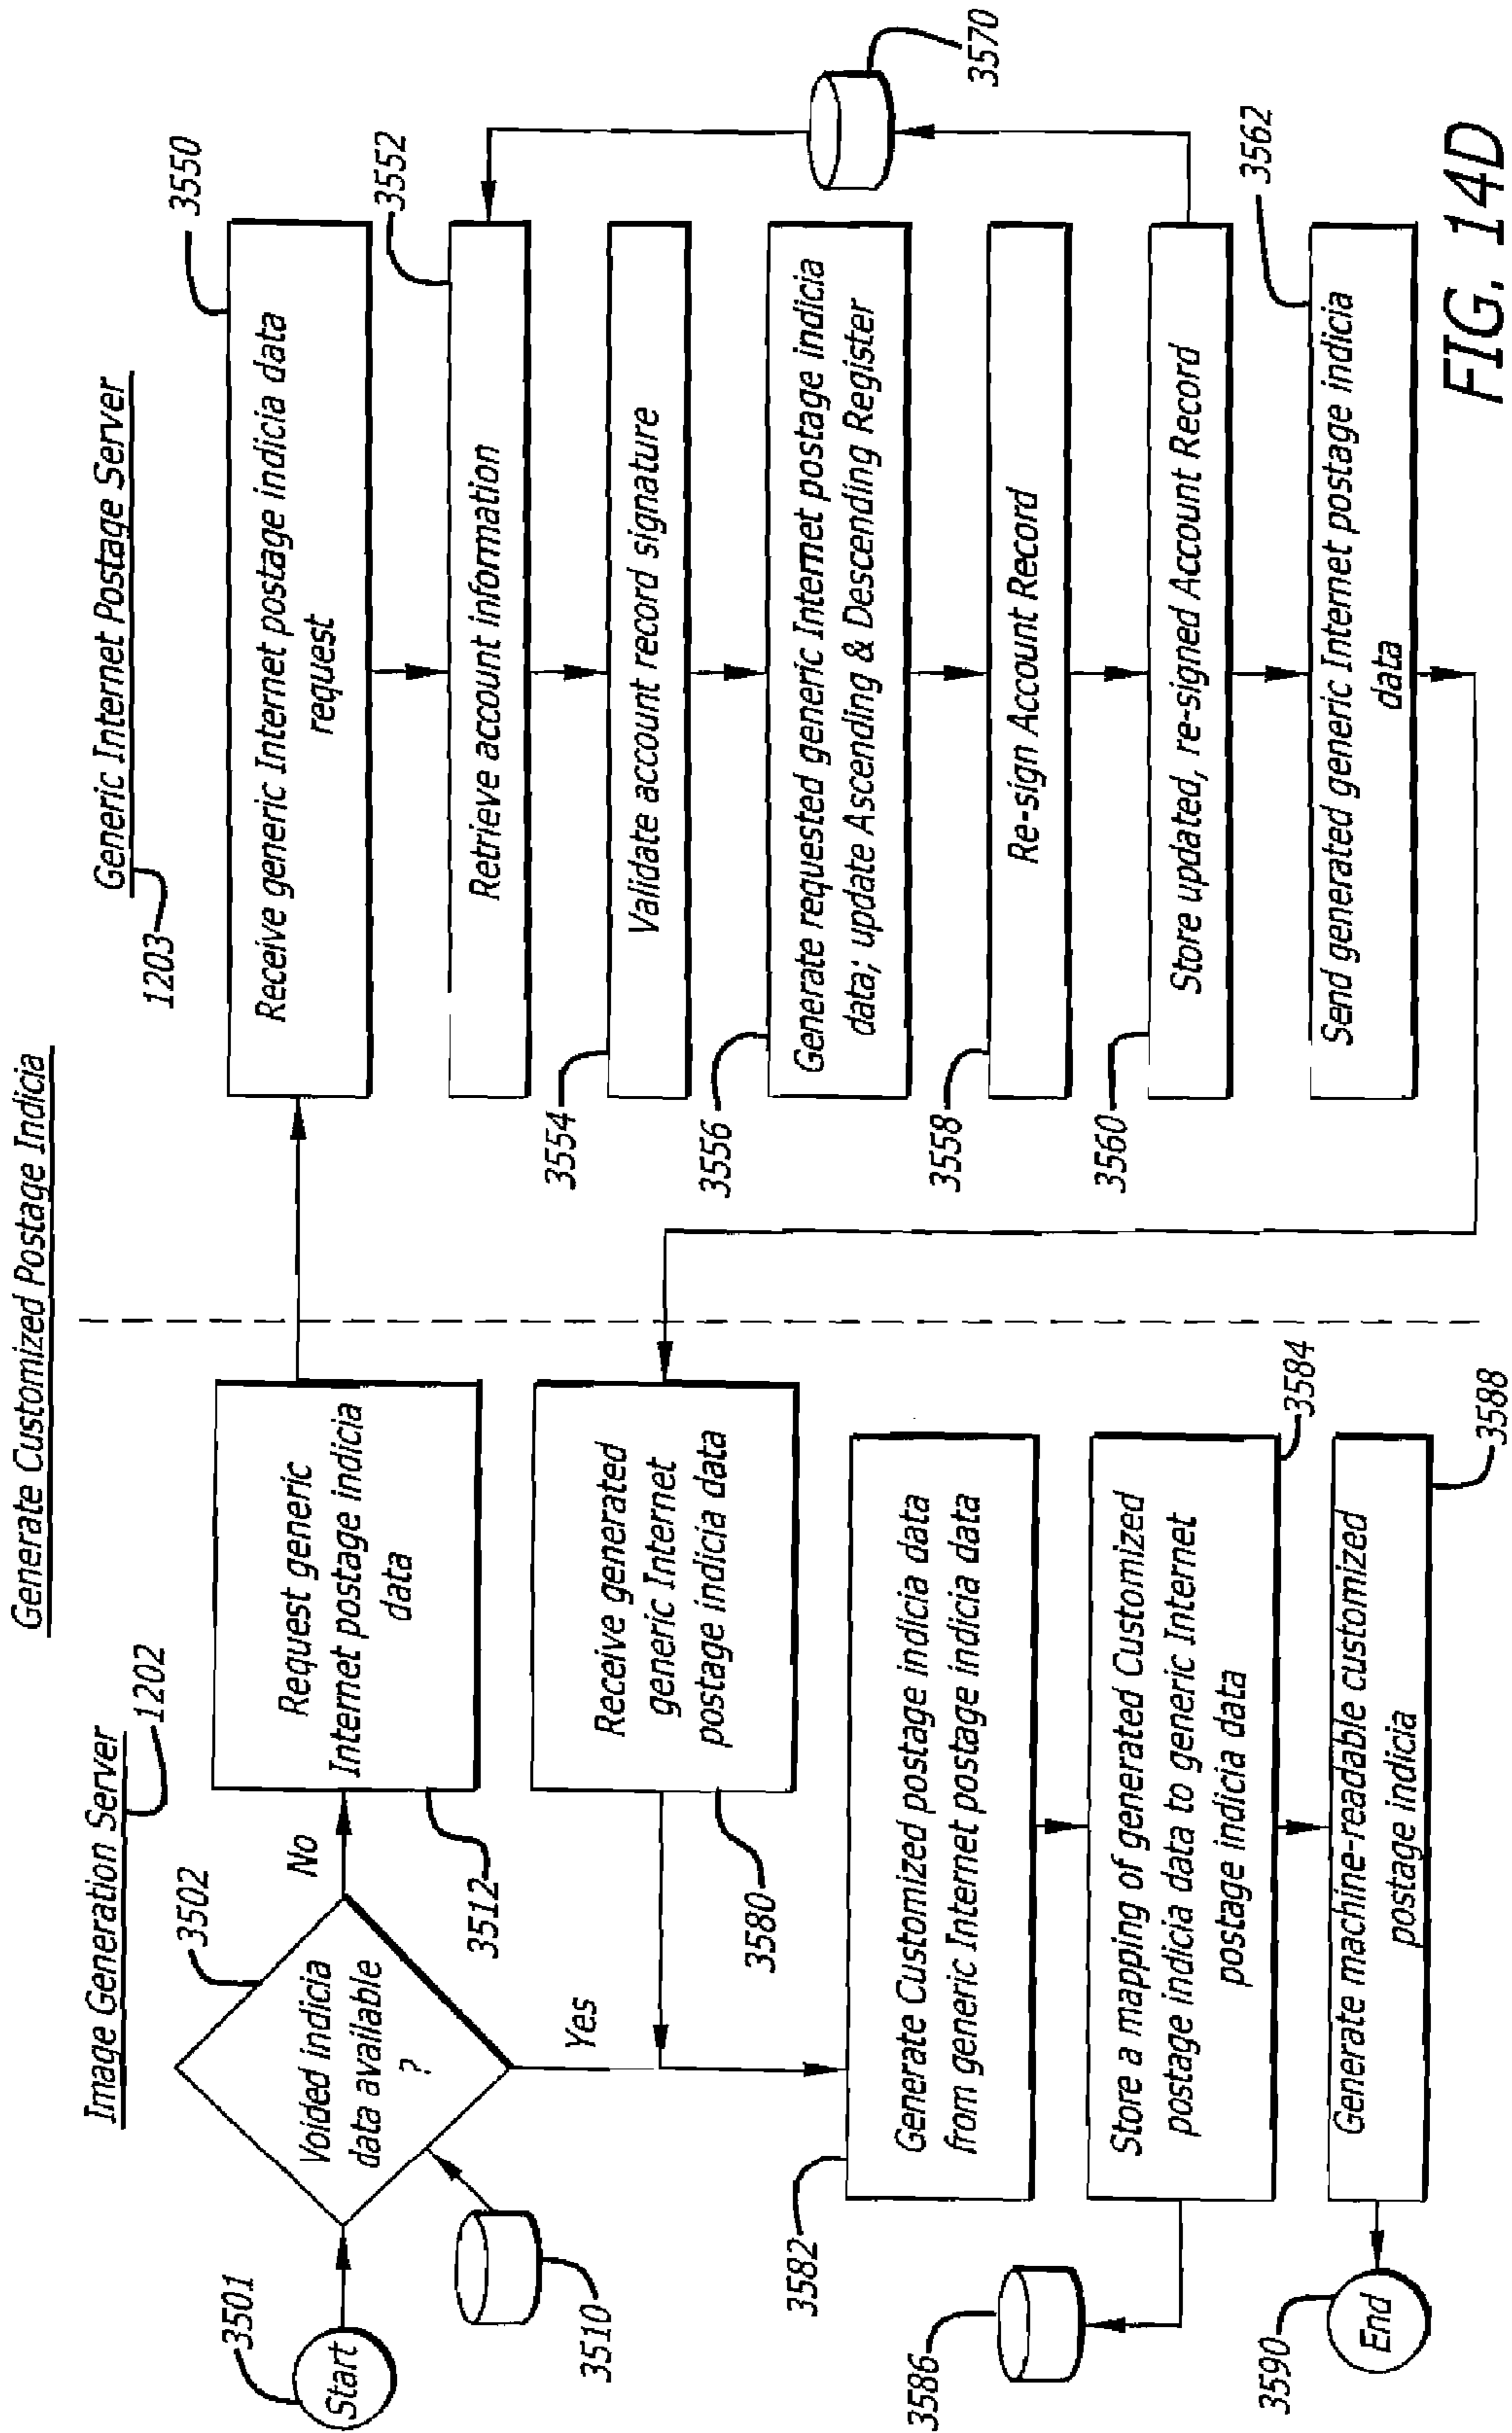 Generate Customized Postage Indicia
Image Generation Server
1202
Generic Internet Postage Server
1203
3501
Start
3502
Voided indicia
data available
?
No
Yes
3510
Request generic
Internet postage indicia
data
3512
Receive generic Internet postage indicia data
request
3550
Retrieve account information
3552
Validate account record signature
3554
Generate requested generic Internet postage indicia
data; update Ascending & Descending Register
3556
Re-sign Account Record
3558
Store updated, re-signed Account Record
3560
3570
Send generated generic Internet postage indicia
data
3562
Receive generated
generic Internet
postage indicia data
3580
Generate Customized postage indicia data
from generic Internet postage indicia data
3582
Store a mapping of generated Customized
postage indicia data to generic Internet
postage indicia data
3584
3586
Generate machine-readable customized
postage indicia
3588
End
3590
FIG. 14D